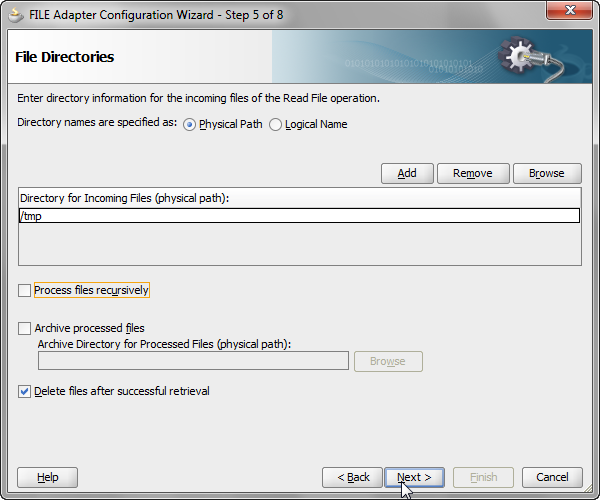 FILE Adapter Configuration Wizard - Step 5 of 8
File Directories
Enter directory information for the incoming files of the Read File operation.
Directory names are specified as: Physical Path Logical Name
Add Remove Browse
Directory for Incoming Files (physical path):
/tmp
Process files recursively
Archive processed files
Archive Directory for Processed Files (physical path):
Browse
Delete files after successful retrieval
Help < Back Next > Finish Cancel